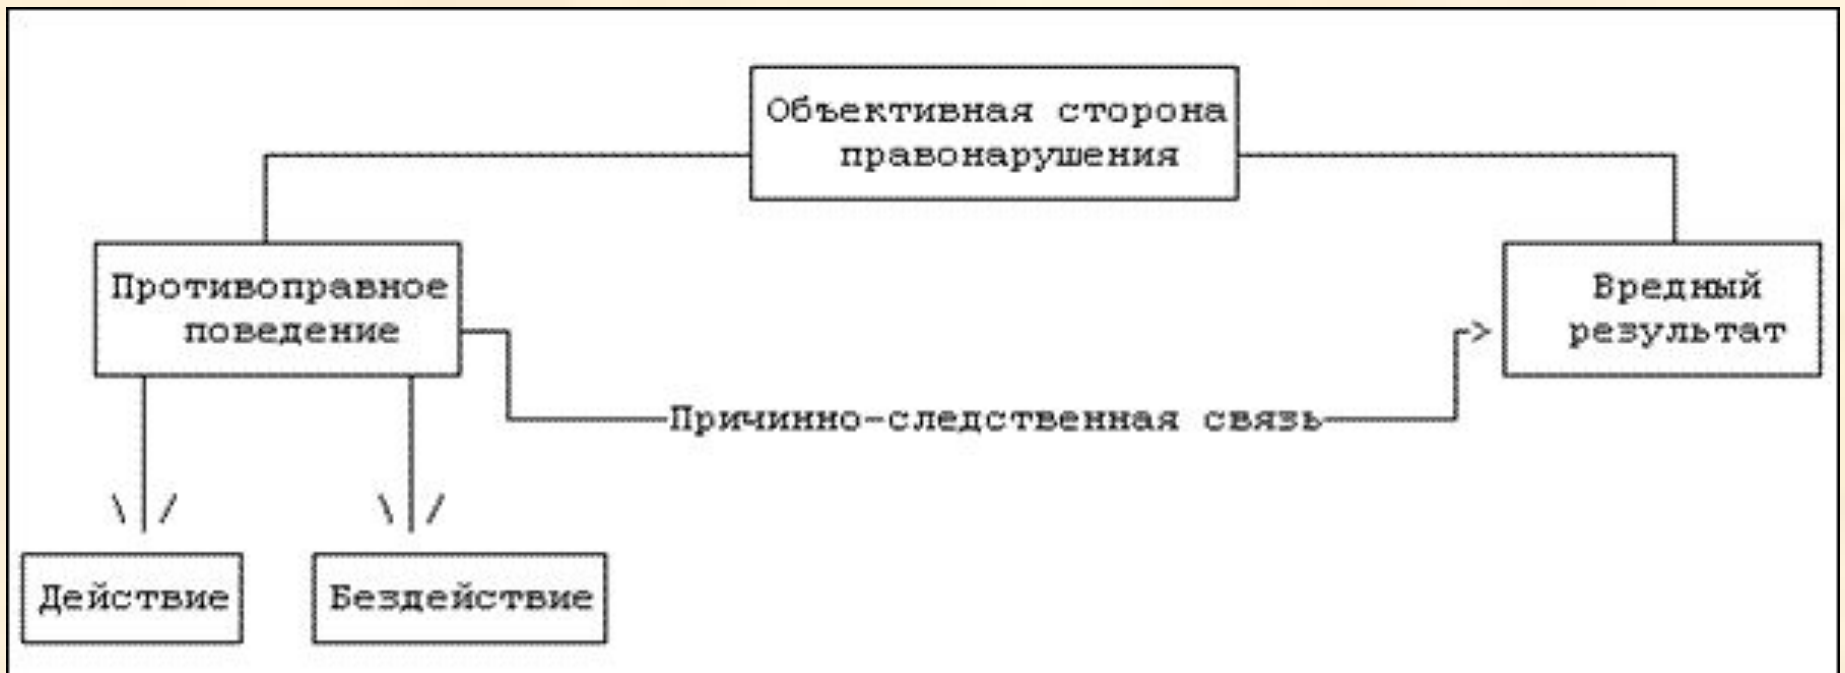 Объективная сторона
правонарушения
Противоправное
поведение
Вредный
результат
Причинно-следственная связь
Действие
Бездействие